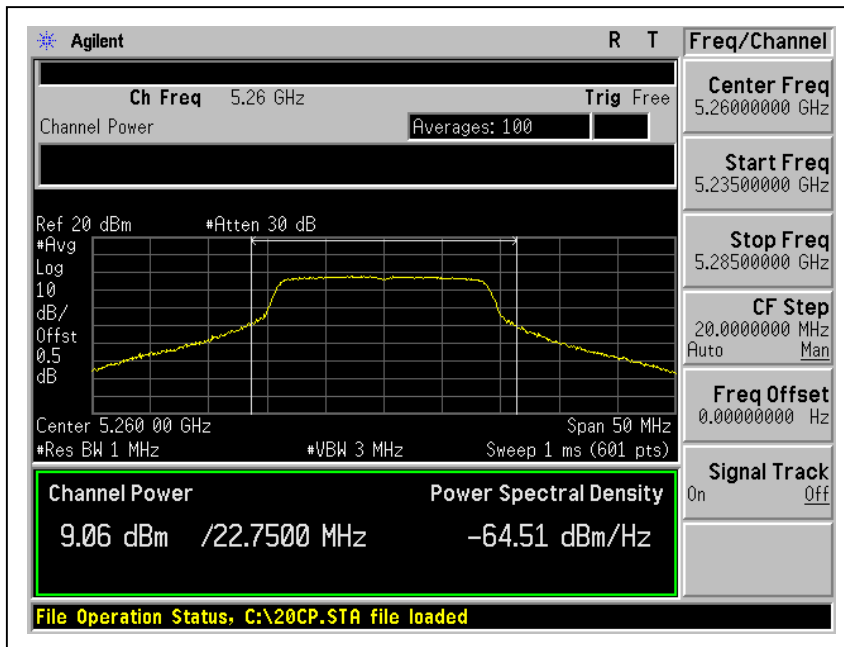 Agilent R T Freq/Channel
Ch Freq 5.26 GHz Trig Free
Channel Power Averages: 100
Center Freq
5.26000000 GHz
Start Freq
5.23500000 GHz
Stop Freq
5.28500000 GHz
CF Step
20.0000000 MHz
Auto Man
Freq Offset
0.00000000 Hz
Signal Track
On Off
Ref 20 dBm #Atten 30 dB
#Avg
Log
10
dB/
Offst
0.5
dB
Center 5.260 00 GHz Span 50 MHz
#Res BW 1 MHz #VBW 3 MHz Sweep 1 ms (601 pts)
Channel Power Power Spectral Density
9.06 dBm /22.7500 MHz -64.51 dBm/Hz
File Operation Status, C:\20CP.STA file loaded